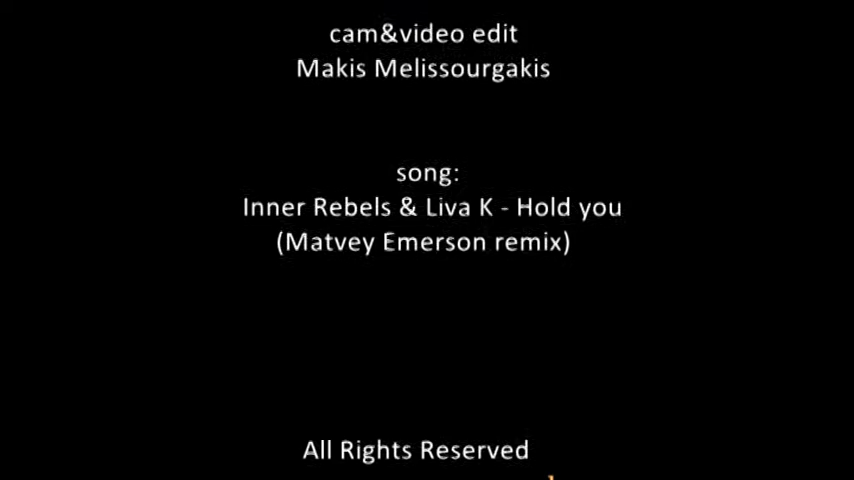 cam&video edit
Makis Melissourgakis
song:
Inner Rebels & Liva K - Hold you
(Matvey Emerson remix)
All Rights Reserved